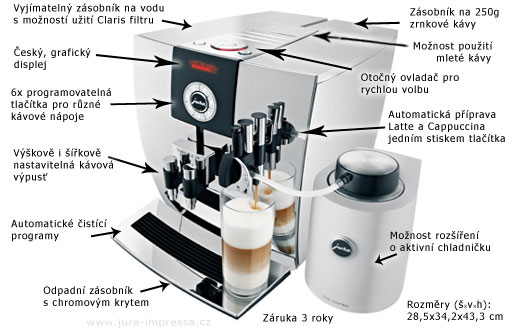 Vyjímatelný zásobník na vodu
s možností užití Claris filtru
Zásobník na 250g
zrnkové kávy
Český, grafický
displej
Možnost použití
mleté kávy
Otočný ovladač pro
rychlou volbu
6x programovatelná
tlačítka pro různé
kávové nápoje
jura
Automatická příprava
Latte a Cappuccina
jedním stiskem tlačítka
Výškově i šířkově
nastavitelná kávová
výpusť
Automatické čistící
programy
Možnost rozšíření
o aktivní chladničku
jura
Odpadní zásobník
s chromovým krytem
Rozměry (šxvxh):
28,5x34,2x43,3 cm
Záruka 3 roky
www.jura-impressa.cz